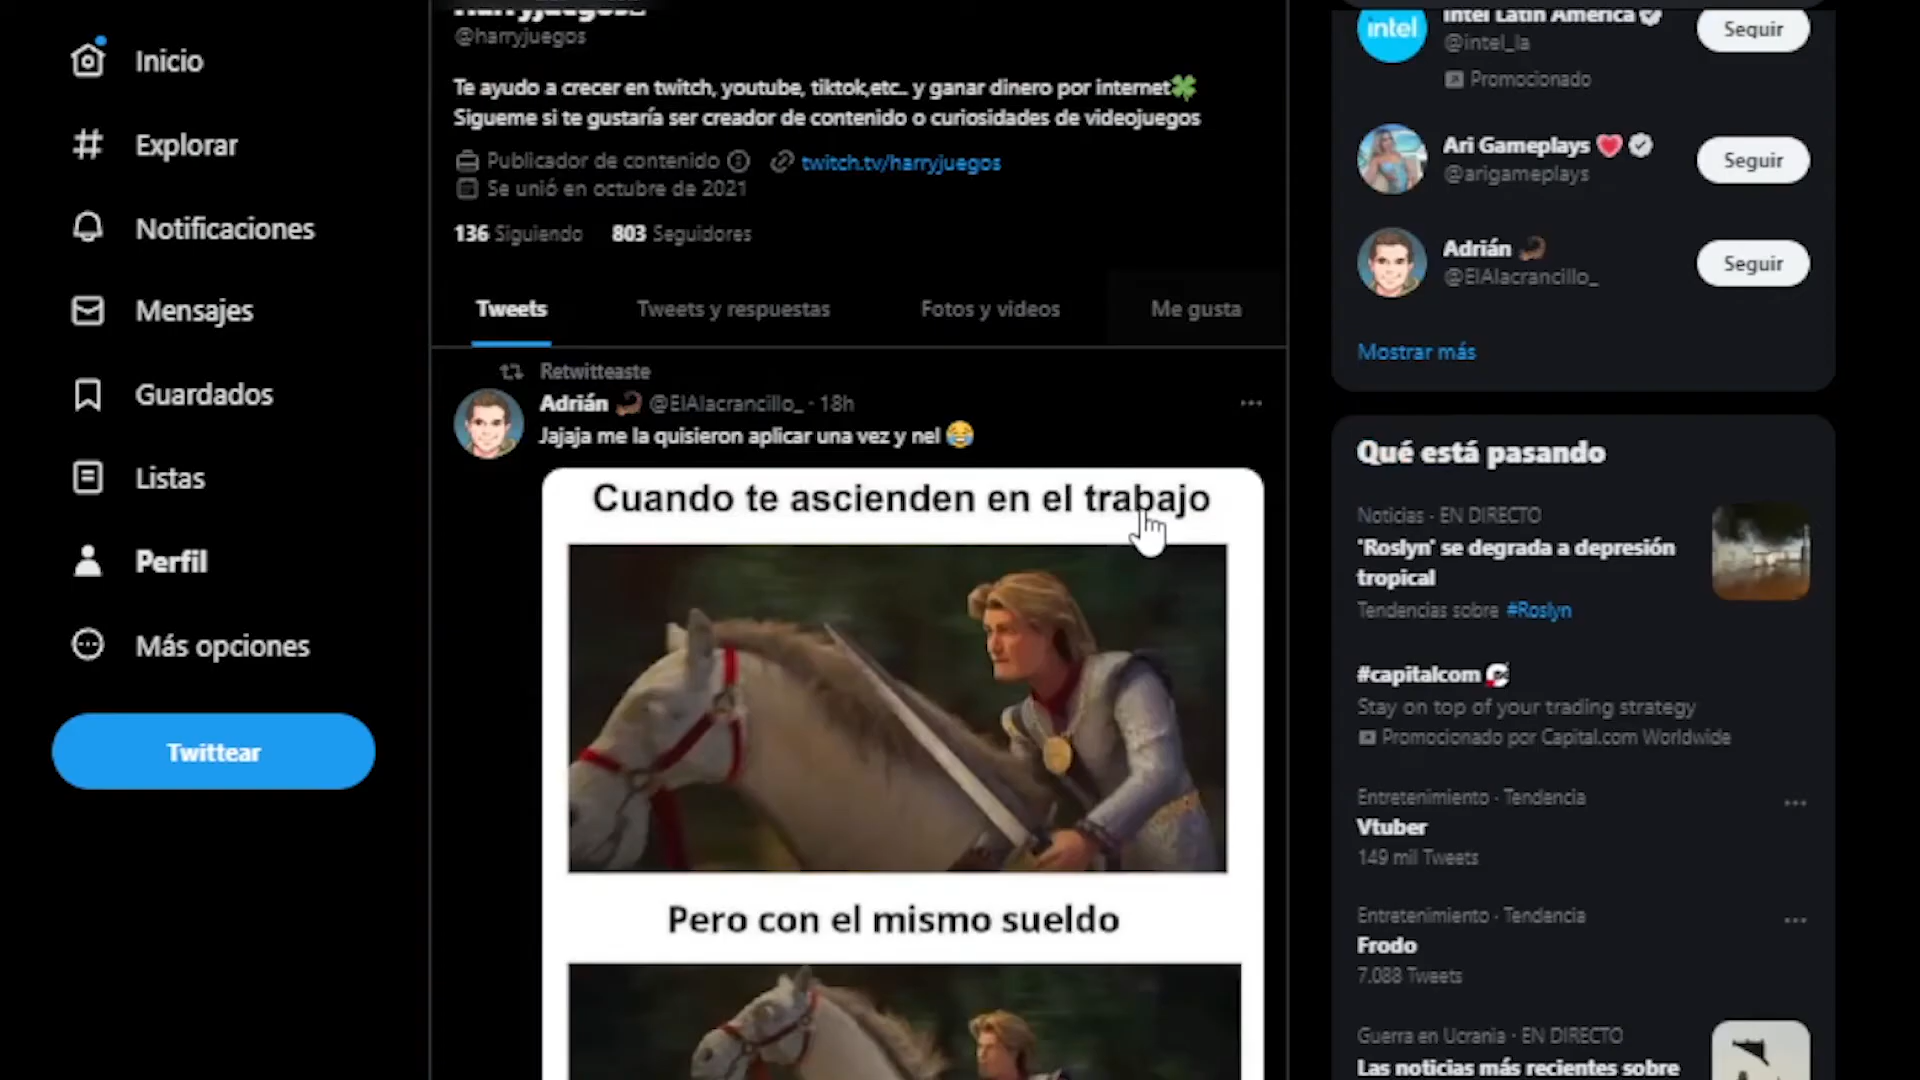 Inicio
Explorar
Notificaciones
Mensajes
Guardados
Listas
Perfil
Más opciones
Twittear
@harryjuegos
Te ayudo a crecer en twitch, youtube, tiktok,etc.. y ganar dinero por internet🍀
Sigueme si te gustaría ser creador de contenido o curiosidades de videojuegos
Publicador de contenido twitch.tv/harryjuegos
Se unió en octubre de 2021
136 Siguiendo 803 Seguidores
Tweets Tweets y respuestas Fotos y videos Me gusta
Retwitteaste
Adrián 🦂 @ElAlacrancillo_ · 18h
Jajaja me la quisieron aplicar una vez y nel 😂
Cuando te ascienden en el trabajo
Pero con el mismo sueldo
intel
Intel Latin America
@intel_la
Promocionado
Seguir
Ari Gameplays ❤️
@arigameplays
Seguir
Adrián 🦂
@ElAlacrancillo_
Seguir
Mostrar más
Qué está pasando
Noticias · EN DIRECTO
'Roslyn' se degrada a depresión
tropical
Tendencias sobre #Roslyn
#capitalcom
Stay on top of your trading strategy
Promocionado por Capital.com Worldwide
Entretenimiento · Tendencia
Vtuber
149 mil Tweets
Entretenimiento · Tendencia
Frodo
7.088 Tweets
Guerra en Ucrania · EN DIRECTO
Las noticias más recientes sobre